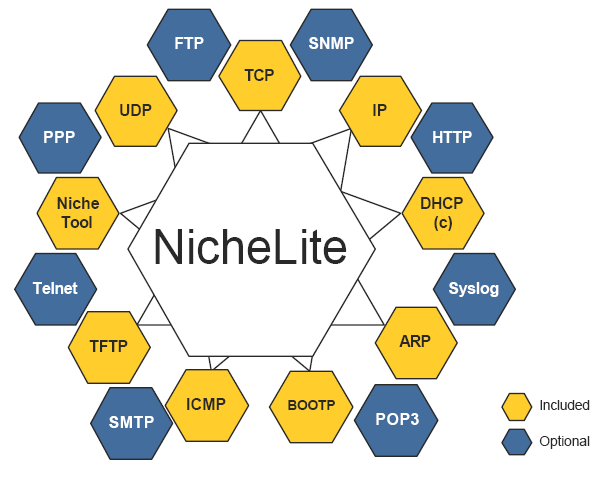 FTP
SNMP
TCP
UDP
IP
PPP
HTTP
Niche
Tool
DHCP
(c)
NicheLite
Telnet
Syslog
TFTP
ARP
ICMP
BOOTP
SMTP
POP3
Included
Optional